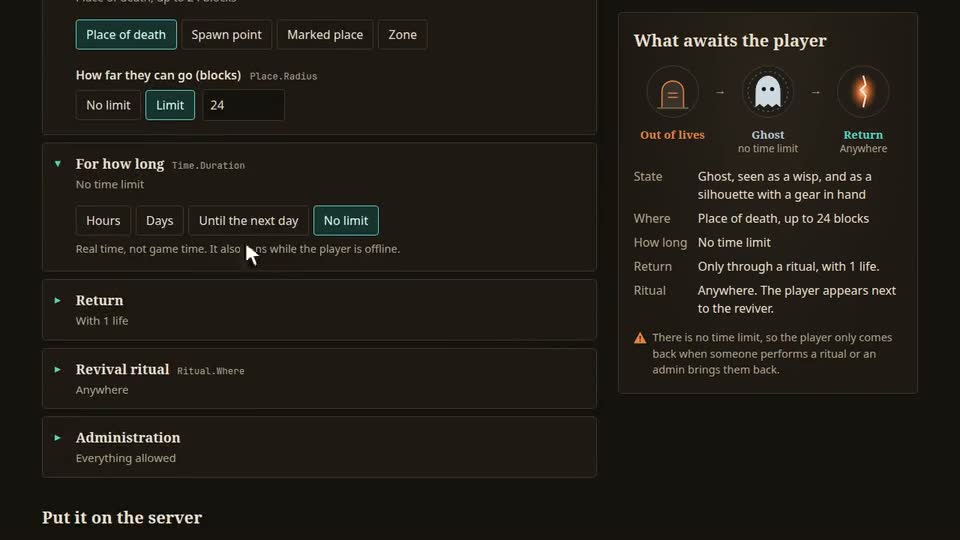 Place of death, up to 24 blocks
Place of death
Spawn point
Marked place
Zone
How far they can go (blocks) Place.Radius
No limit
Limit
24
For how long Time.Duration
No time limit
Hours
Days
Until the next day
No limit
Real time, not game time. It also ns while the player is offline.
Return
With 1 life
Revival ritual Ritual.Where
Anywhere
Administration
Everything allowed
Put it on the server
What awaits the player
→
→
Out of lives
Ghost
no time limit
Return
Anywhere
State Ghost, seen as a wisp, and as a
silhouette with a gear in hand
Where Place of death, up to 24 blocks
How long No time limit
Return Only through a ritual, with 1 life.
Ritual Anywhere. The player appears next
to the reviver.
There is no time limit, so the player only comes
back when someone performs a ritual or an
admin brings them back.